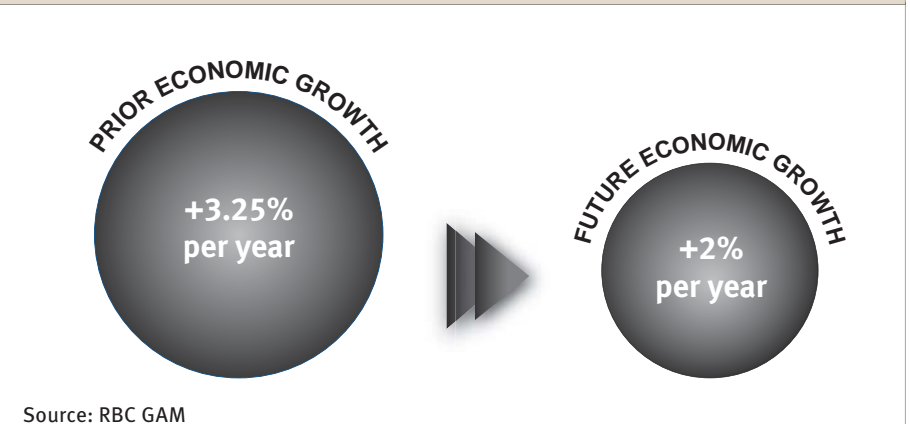 PRIOR ECONOMIC GROWTH
+3.25%
per year
FUTURE ECONOMIC GROWTH
+2%
per year
Source: RBC GAM